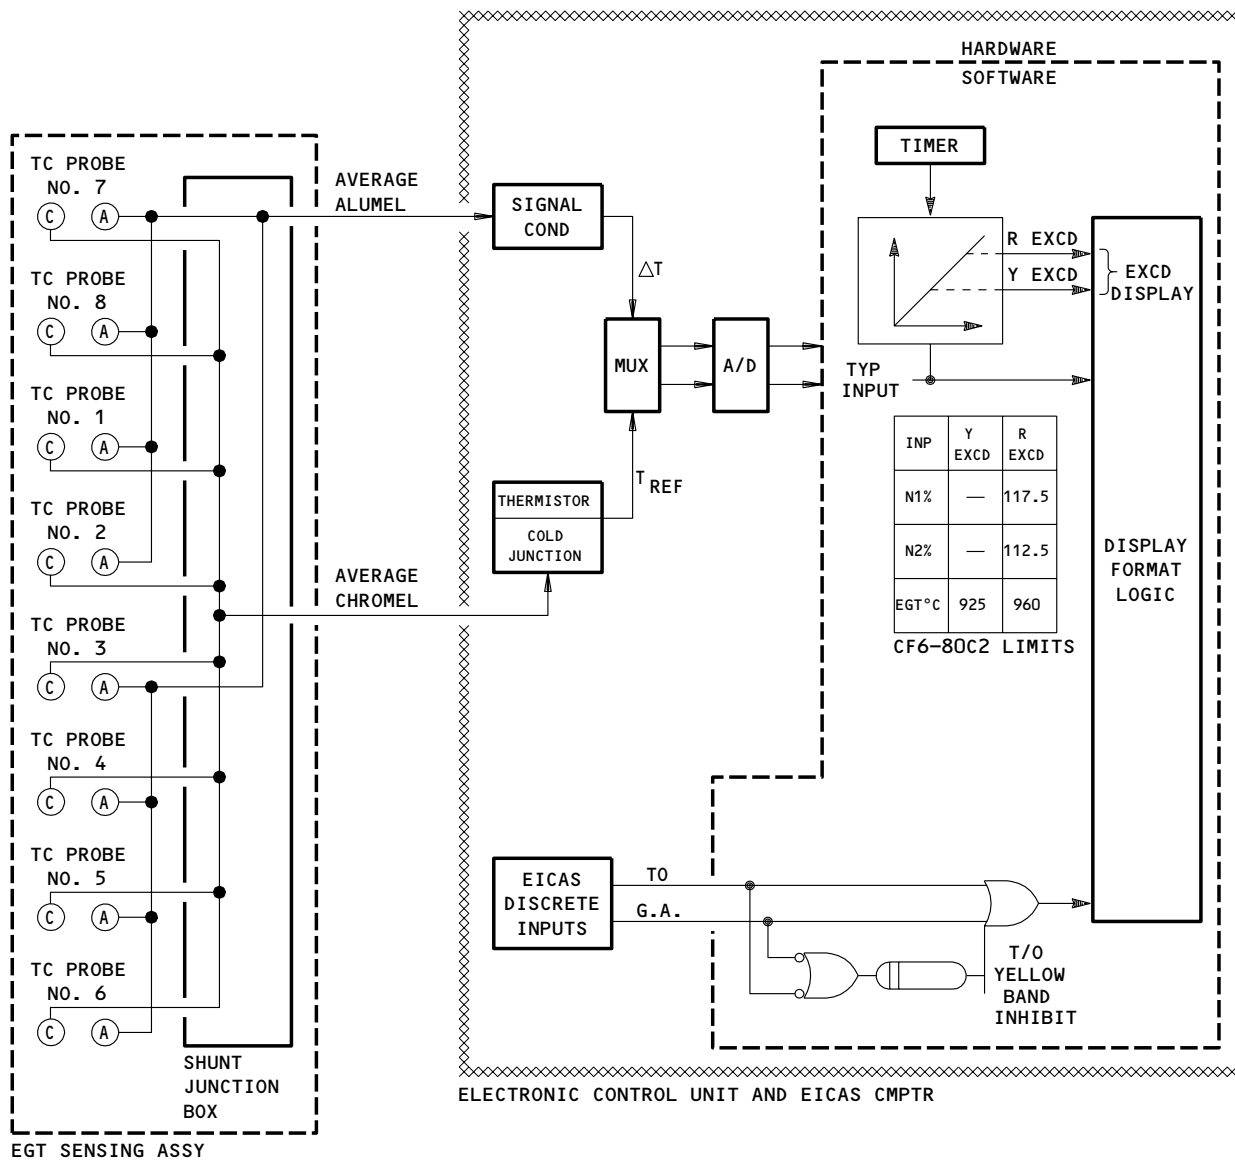 HARDWARE
SOFTWARE
TIMER
R EXCD
Y EXCD
EXCD
DISPLAY
TYP
INPUT
INP Y EXCD R EXCD
N1% — 117.5
N2% — 112.5
EGT°C 925 960
CF6-80C2 LIMITS
DISPLAY
FORMAT
LOGIC
TC PROBE
NO. 7
C A
TC PROBE
NO. 8
C A
TC PROBE
NO. 1
C A
TC PROBE
NO. 2
C A
TC PROBE
NO. 3
C A
TC PROBE
NO. 4
C A
TC PROBE
NO. 5
C A
TC PROBE
NO. 6
C A
SHUNT
JUNCTION
BOX
EGT SENSING ASSY
AVERAGE
ALUMEL
AVERAGE
CHROMEL
SIGNAL
COND
△T
MUX
A/D
T REF
THERMISTOR
COLD
JUNCTION
EICAS
DISCRETE
INPUTS
TO
G.A.
T/O
YELLOW
BAND
INHIBIT
ELECTRONIC CONTROL UNIT AND EICAS CMPTR